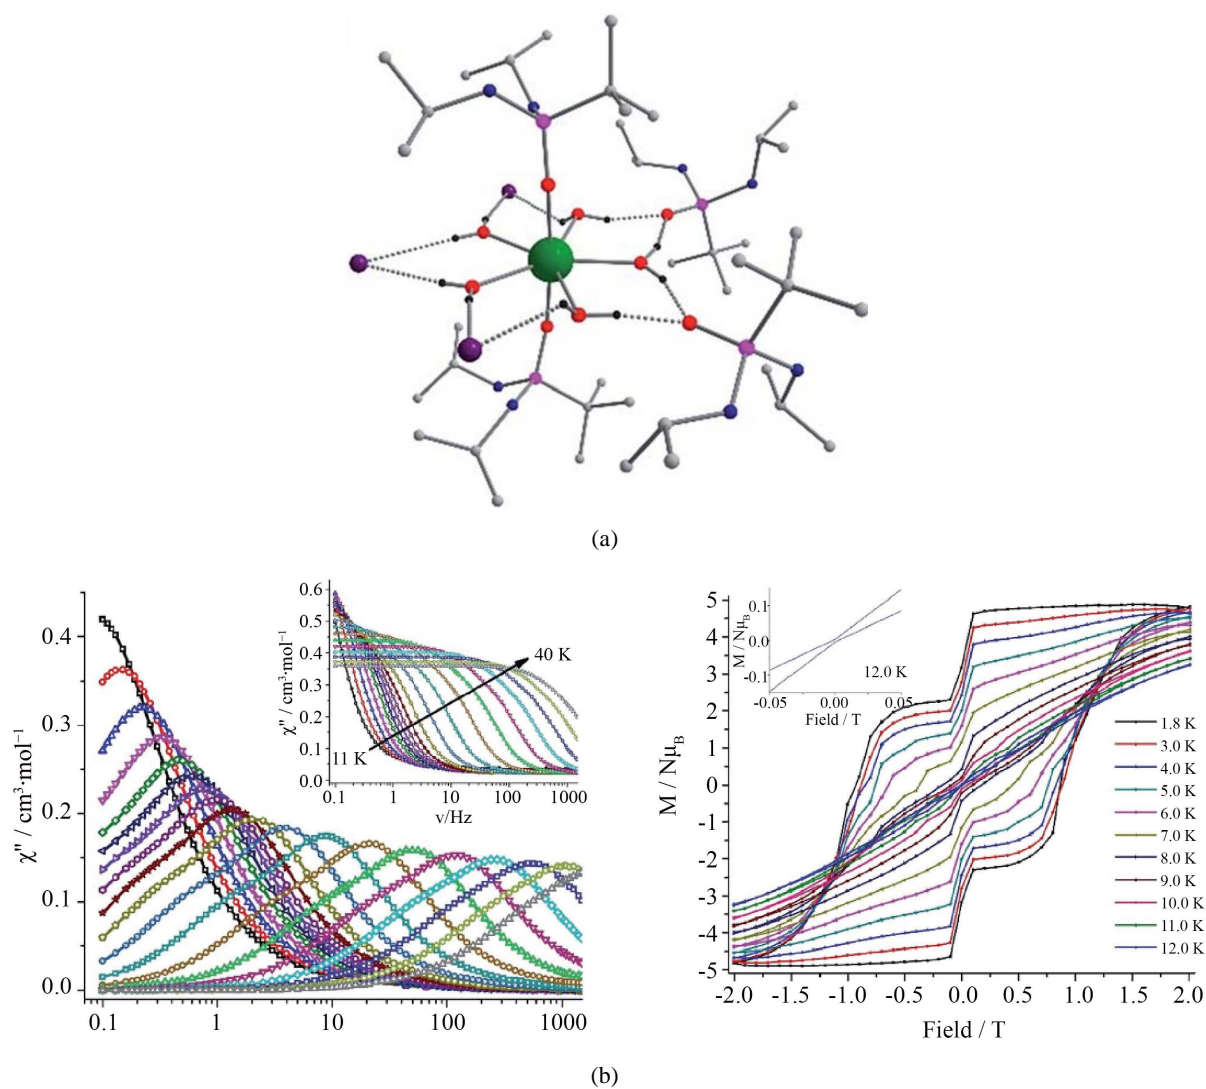 (a)
χ″ / cm³·mol⁻¹
0.4
0.3
0.2
0.1
0.0
0.1
1
10
100
1000
χ″ / cm³·mol⁻¹
0.6
0.5
0.4
0.3
0.2
0.1
0.0
40 K
11 K
0.1
1
10
100
1000
v/Hz
M / Nμ_B
5
4
3
2
1
0
-1
-2
-3
-4
-5
-2.0
-1.5
-1.0
-0.5
0.0
0.5
1.0
1.5
2.0
Field / T
M / Nμ_B
0.1
0.0
-0.1
-0.05
0.00
0.05
Field / T
12.0 K
1.8 K
3.0 K
4.0 K
5.0 K
6.0 K
7.0 K
8.0 K
9.0 K
10.0 K
11.0 K
12.0 K
(b)